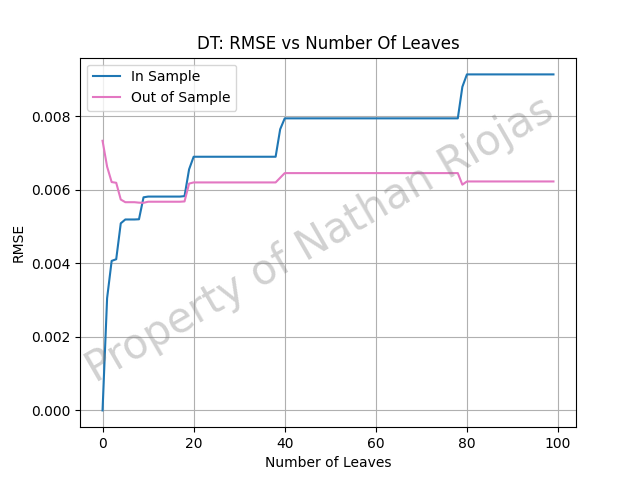 DT: RMSE vs Number Of Leaves
In Sample
Out of Sample
0.008
0.006
0.004
0.002
0.000
RMSE
0 20 40 60 80 100
Number of Leaves
Property of Nathan Riojas